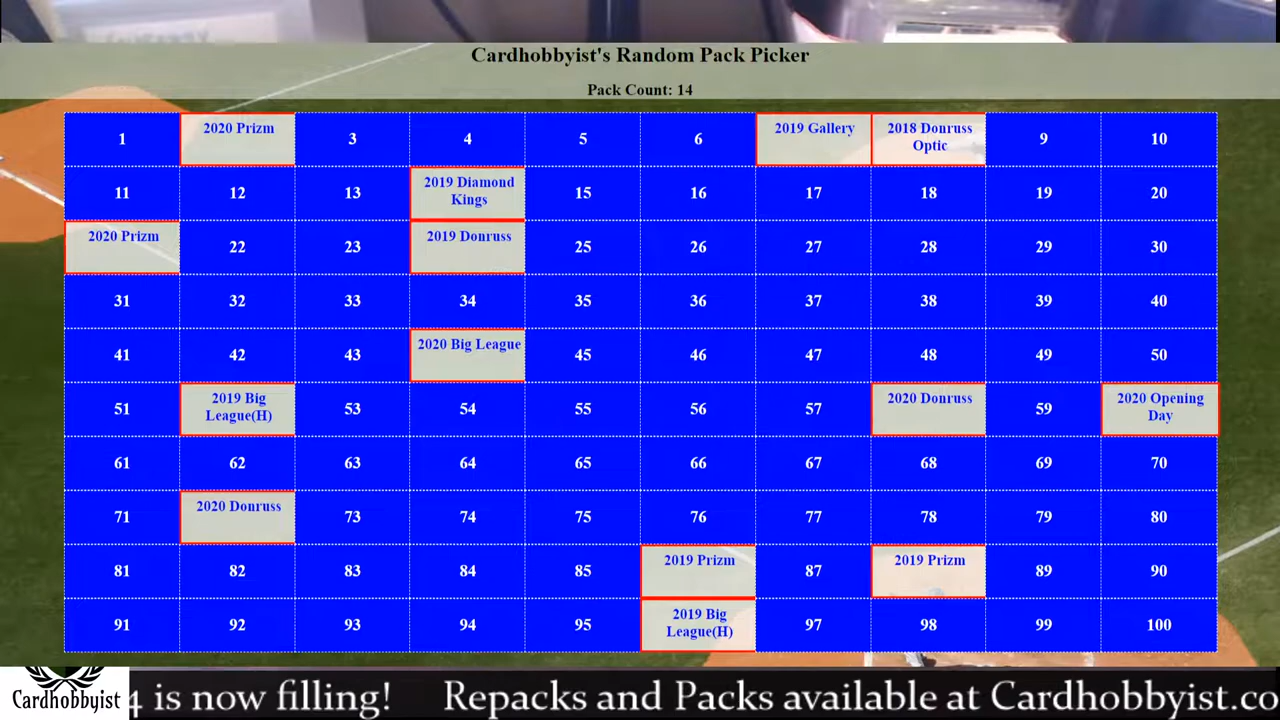 Cardhobbyist's Random Pack Picker
Pack Count: 14
1 2020 Prizm 3 4 5 6 2019 Gallery 2018 Donruss Optic 9 10
11 12 13 2019 Diamond Kings 15 16 17 18 19 20
2020 Prizm 22 23 2019 Donruss 25 26 27 28 29 30
31 32 33 34 35 36 37 38 39 40
41 42 43 2020 Big League 45 46 47 48 49 50
51 2019 Big League(H) 53 54 55 56 57 2020 Donruss 59 2020 Opening Day
61 62 63 64 65 66 67 68 69 70
71 2020 Donruss 73 74 75 76 77 78 79 80
81 82 83 84 85 2019 Prizm 87 2019 Prizm 89 90
91 92 93 94 95 2019 Big League(H) 97 98 99 100
Cardhobbyist 4 is now filling! Repacks and Packs available at Cardhobbyist.co